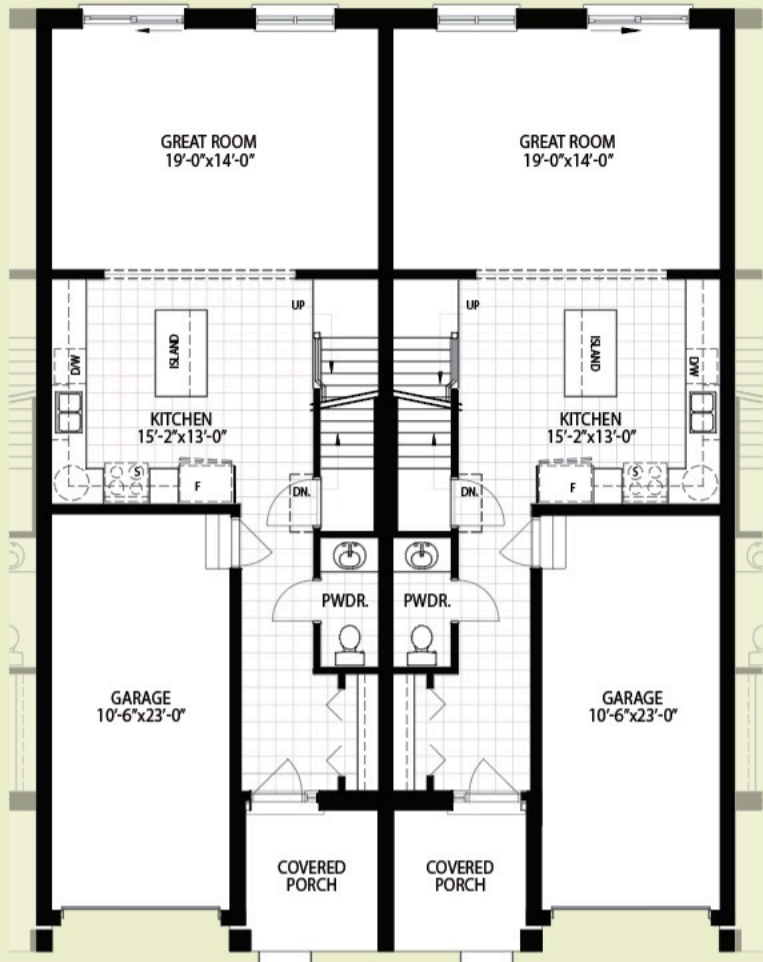 GREAT ROOM
19'-0"x14'-0"
GREAT ROOM
19'-0"x14'-0"
UP
UP
ISLAND
ISLAND
D/W
D/W
KITCHEN
15'-2"x13'-0"
KITCHEN
15'-2"x13'-0"
S
F
DN.
DN.
F
S
PWDR.
PWDR.
GARAGE
10'-6"x23'-0"
GARAGE
10'-6"x23'-0"
COVERED
PORCH
COVERED
PORCH